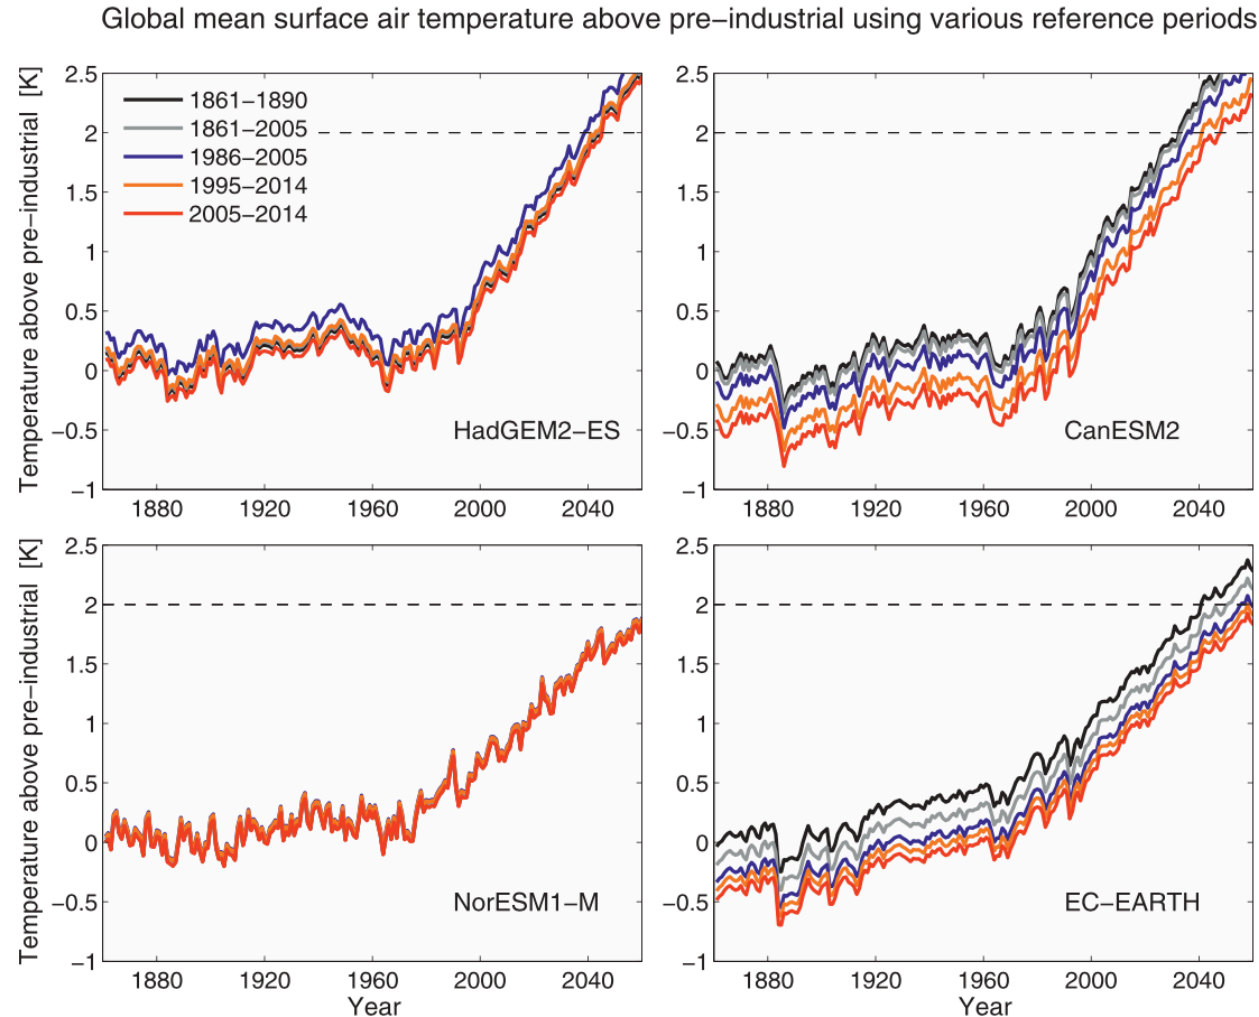 Global mean surface air temperature above pre−industrial using various reference periods
Temperature above pre−industrial [K]
2.5
2
1.5
1
0.5
0
−0.5
−1
1861−1890
1861−2005
1986−2005
1995−2014
2005−2014
HadGEM2−ES
1880 1920 1960 2000 2040
2.5
2
1.5
1
0.5
0
−0.5
−1
CanESM2
1880 1920 1960 2000 2040
Temperature above pre−industrial [K]
2.5
2
1.5
1
0.5
0
−0.5
−1
NorESM1−M
1880 1920 1960 2000 2040
Year
2.5
2
1.5
1
0.5
0
−0.5
−1
EC−EARTH
1880 1920 1960 2000 2040
Year